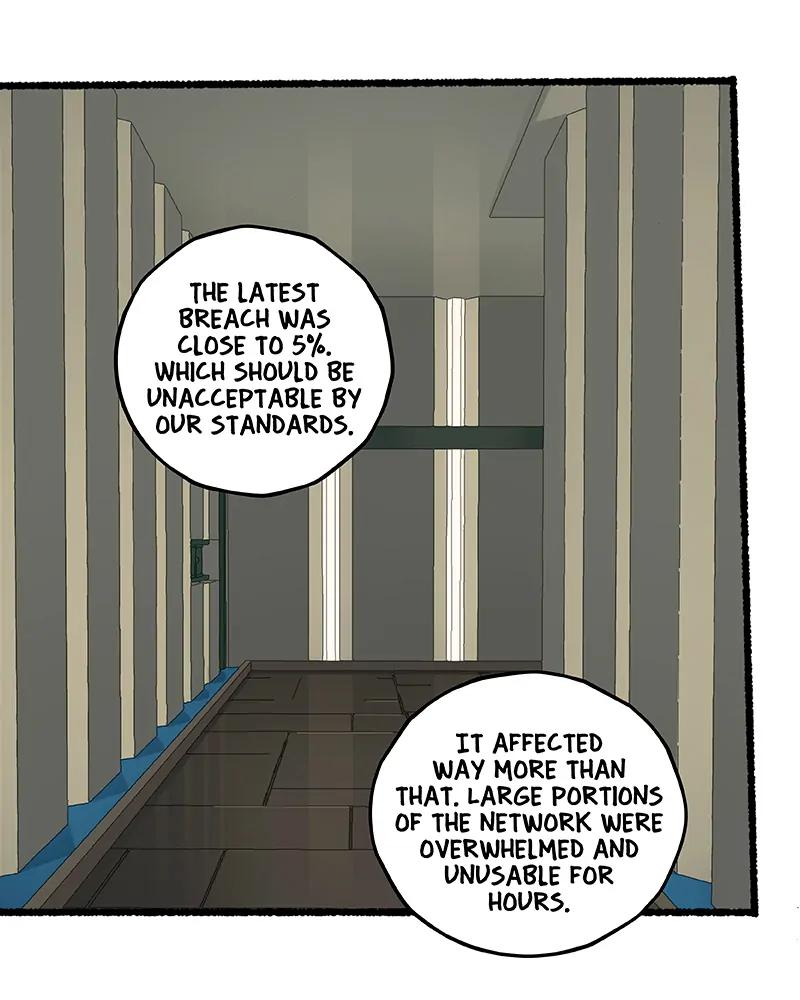 THE LATEST
BREACH WAS
CLOSE TO 5%.
WHICH SHOULD BE
UNACCEPTABLE BY
OUR STANDARDS.
IT AFFECTED
WAY MORE THAN
THAT. LARGE PORTIONS
OF THE NETWORK WERE
OVERWHELMED AND
UNUSABLE FOR
HOURS.